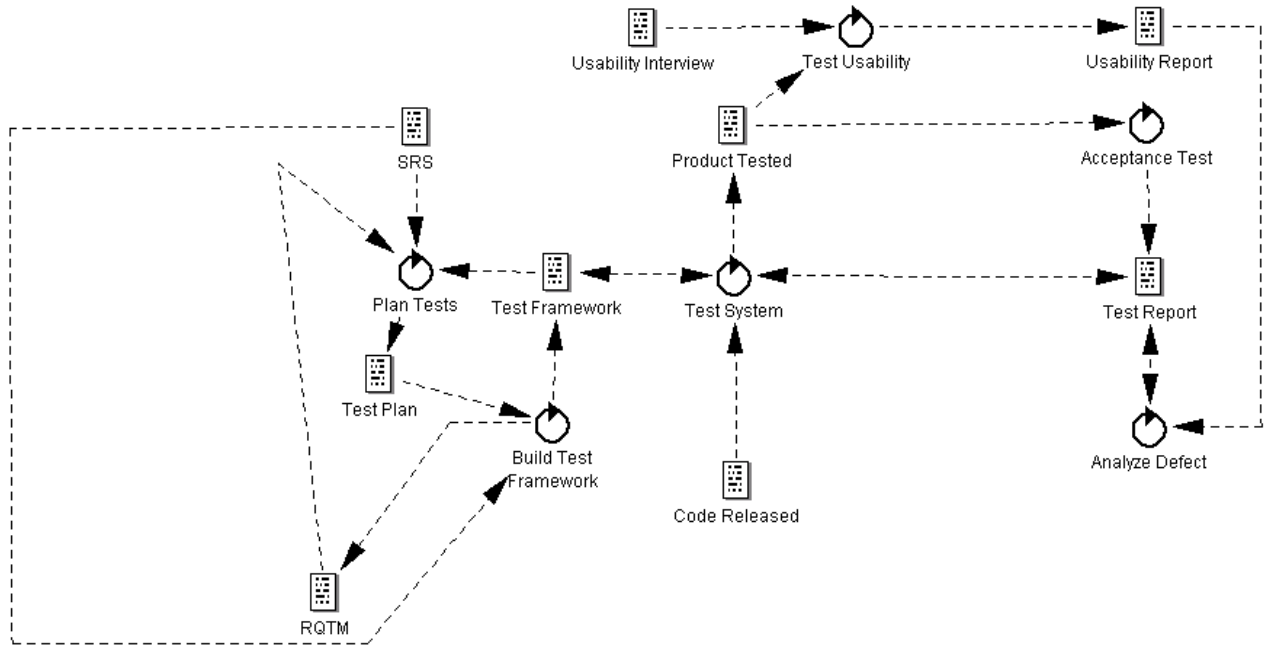 Usability Interview
Test Usability
Usability Report
SRS
Product Tested
Acceptance Test
Plan Tests
Test Framework
Test System
Test Report
Test Plan
Build Test
Framework
Analyze Defect
Code Released
RQTM